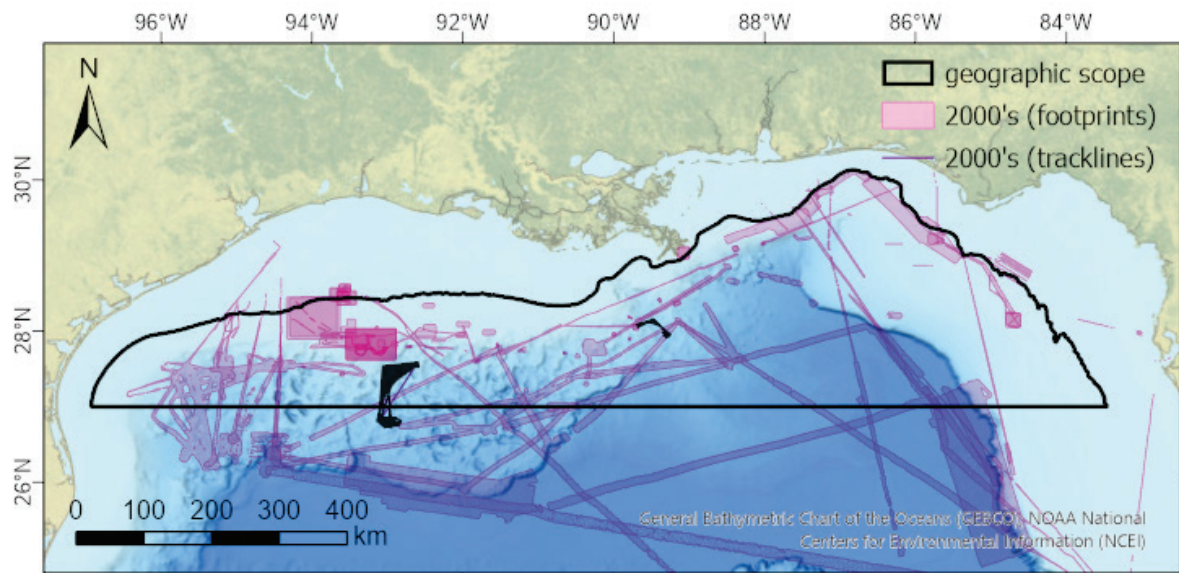 96°W 94°W 92°W 90°W 88°W 86°W 84°W
N
geographic scope
2000's (footprints)
2000's (tracklines)
30°N
28°N
26°N
0 100 200 300 400
km
General Bathymetric Chart of the Oceans (GEBCO), NOAA National
Centers for Environmental Information (NCEI)